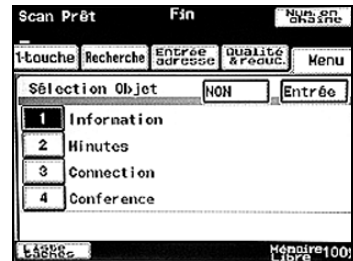 Scan Prêt Fin Num.en chaîne
1-touche Recherche Entrée adresse Qualité &réduc. Menu
Sélection Objet NON Entrée
1 Information
2 Minutes
3 Connection
4 Conference
Liste tâches Mémoire Libre 100%